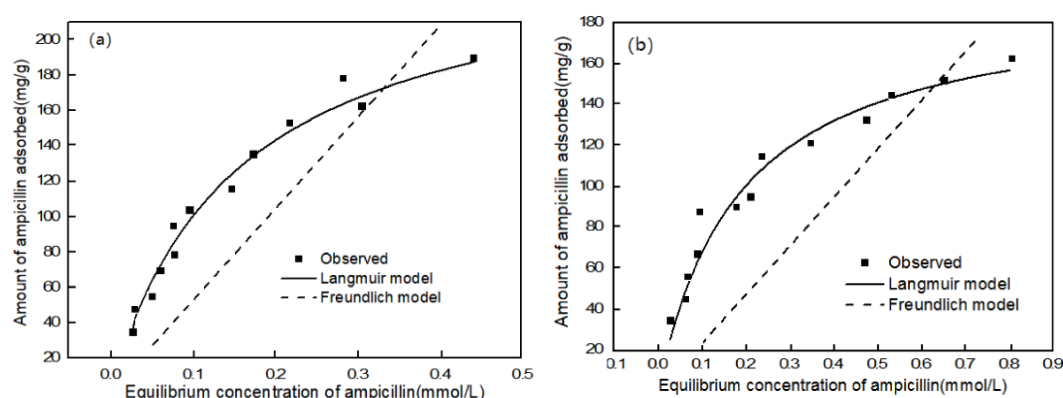 (a)
Amount of ampicillin adsorbed(mg/g)
200
180
160
140
120
100
80
60
40
20
Observed
Langmuir model
Freundlich model
0.0 0.1 0.2 0.3 0.4 0.5
Equilibrium concentration of ampicillin(mmol/L)
(b)
Amount of ampicillin adsorbed(mg/g)
180
160
140
120
100
80
60
40
20
Observed
Langmuir model
Freundlich model
0.1 0.0 0.1 0.2 0.3 0.4 0.5 0.6 0.7 0.8 0.9
Equilibrium concentration of ampicillin(mmol/L)